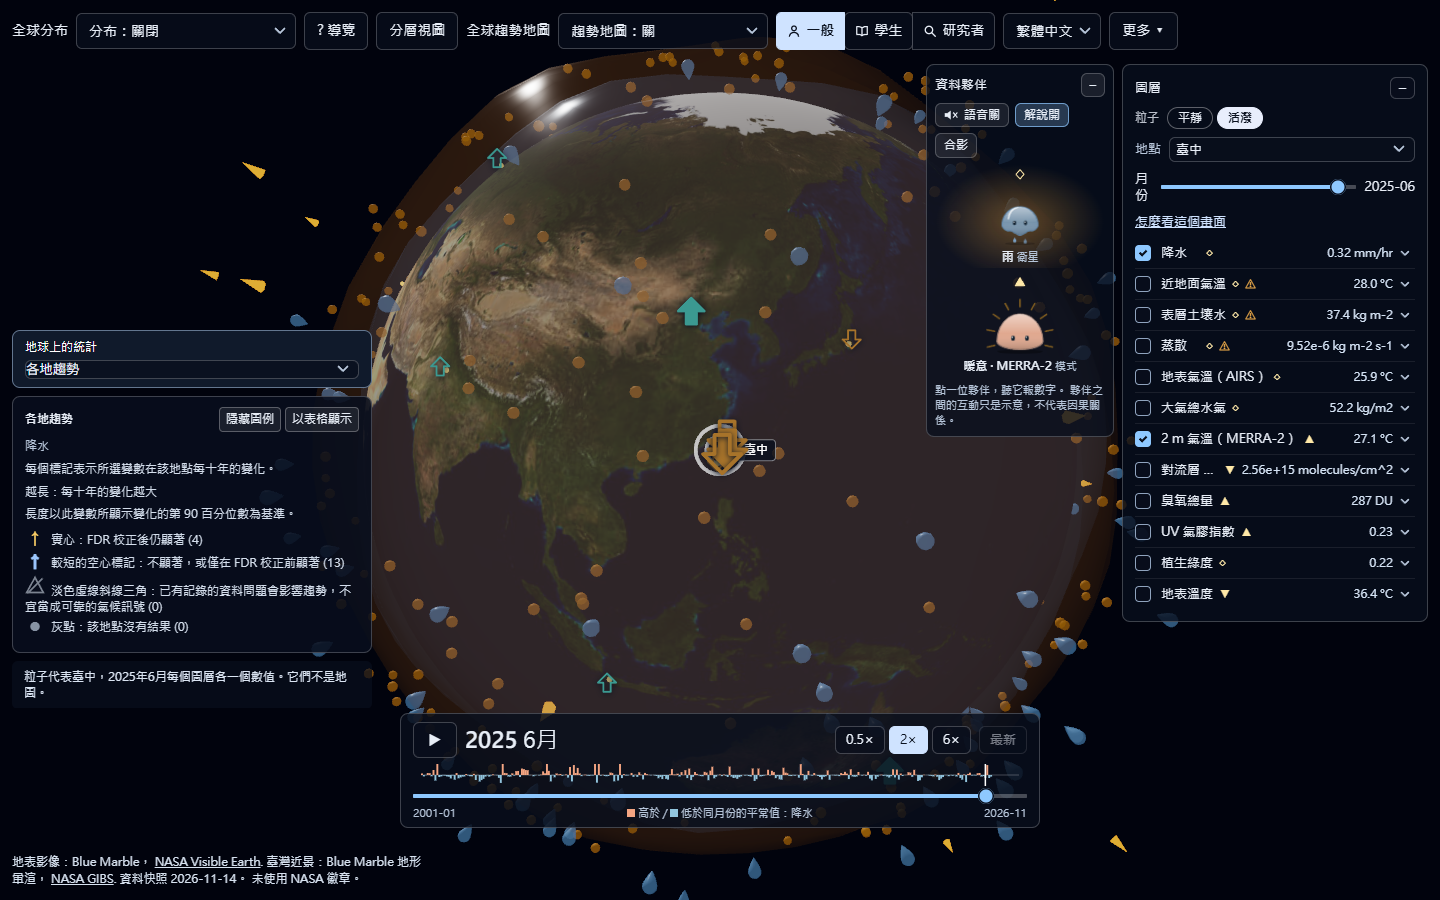 全球分布
分布：關閉
? 導覽
分層視圖
全球趨勢地圖
趨勢地圖：關
一般
學生
研究者
繁體中文
更多 ▾
資料夥伴
–
語音關
解說開
合影
雨 衛星
暖意 · MERRA-2 模式
點一位夥伴，聽它報數字。 夥伴之
間的互動只是示意，不代表因果關
係。
圖層
–
粒子 平靜 活潑
地點 臺中
月份 2025-06
怎麼看這個畫面
降水 0.32 mm/hr
近地面氣溫 28.0 °C
表層土壤水 37.4 kg m-2
蒸散 9.52e-6 kg m-2 s-1
地表氣溫（AIRS） 25.9 °C
大氣總水氣 52.2 kg/m2
2 m 氣溫（MERRA-2） 27.1 °C
對流層 ... 2.56e+15 molecules/cm^2
臭氧總量 287 DU
UV 氣膠指數 0.23
植生綠度 0.22
地表溫度 36.4 °C
地球上的統計
各地趨勢
各地趨勢
隱藏圖例
以表格顯示
降水
每個標記表示所選變數在該地點每十年的變化。
越長：每十年的變化越大
長度以此變數所顯示變化的第 90 百分位數為基準。
實心：FDR 校正後仍顯著 (4)
較短的空心標記：不顯著，或僅在 FDR 校正前顯著 (13)
淡色虛線斜線三角：已有記錄的資料問題會影響趨勢，不
宜當成可靠的氣候訊號 (0)
灰點：該地點沒有結果 (0)
粒子代表臺中，2025年6月每個圖層各一個數值。它們不是地
圖。
臺中
2025 6月
0.5×
2×
6×
最新
2001-01
高於 / 低於同月份的平常值：降水
2026-11
地表影像：Blue Marble， NASA Visible Earth. 臺灣近景：Blue Marble 地形
暈渲， NASA GIBS. 資料快照 2026-11-14。 未使用 NASA 徽章。